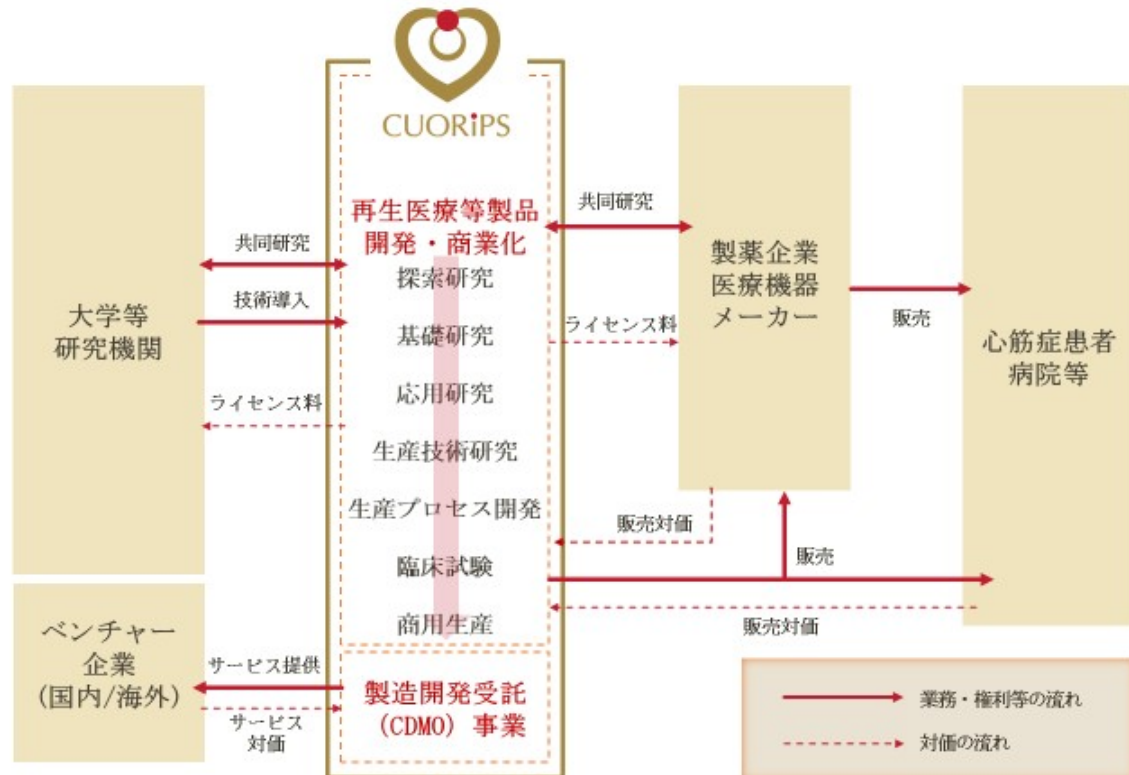 CUORiPS
再生医療等製品
開発・商業化
探索研究
基礎研究
応用研究
生産技術研究
生産プロセス開発
臨床試験
商用生産
製造開発受託
(CDMO) 事業
大学等
研究機関
共同研究
技術導入
ライセンス料
ベンチャー
企業
(国内/海外)
サービス提供
サービス
対価
共同研究
ライセンス料
製薬企業
医療機器
メーカー
販売
心筋症患者
病院等
販売対価
販売
販売対価
業務・権利等の流れ
対価の流れ